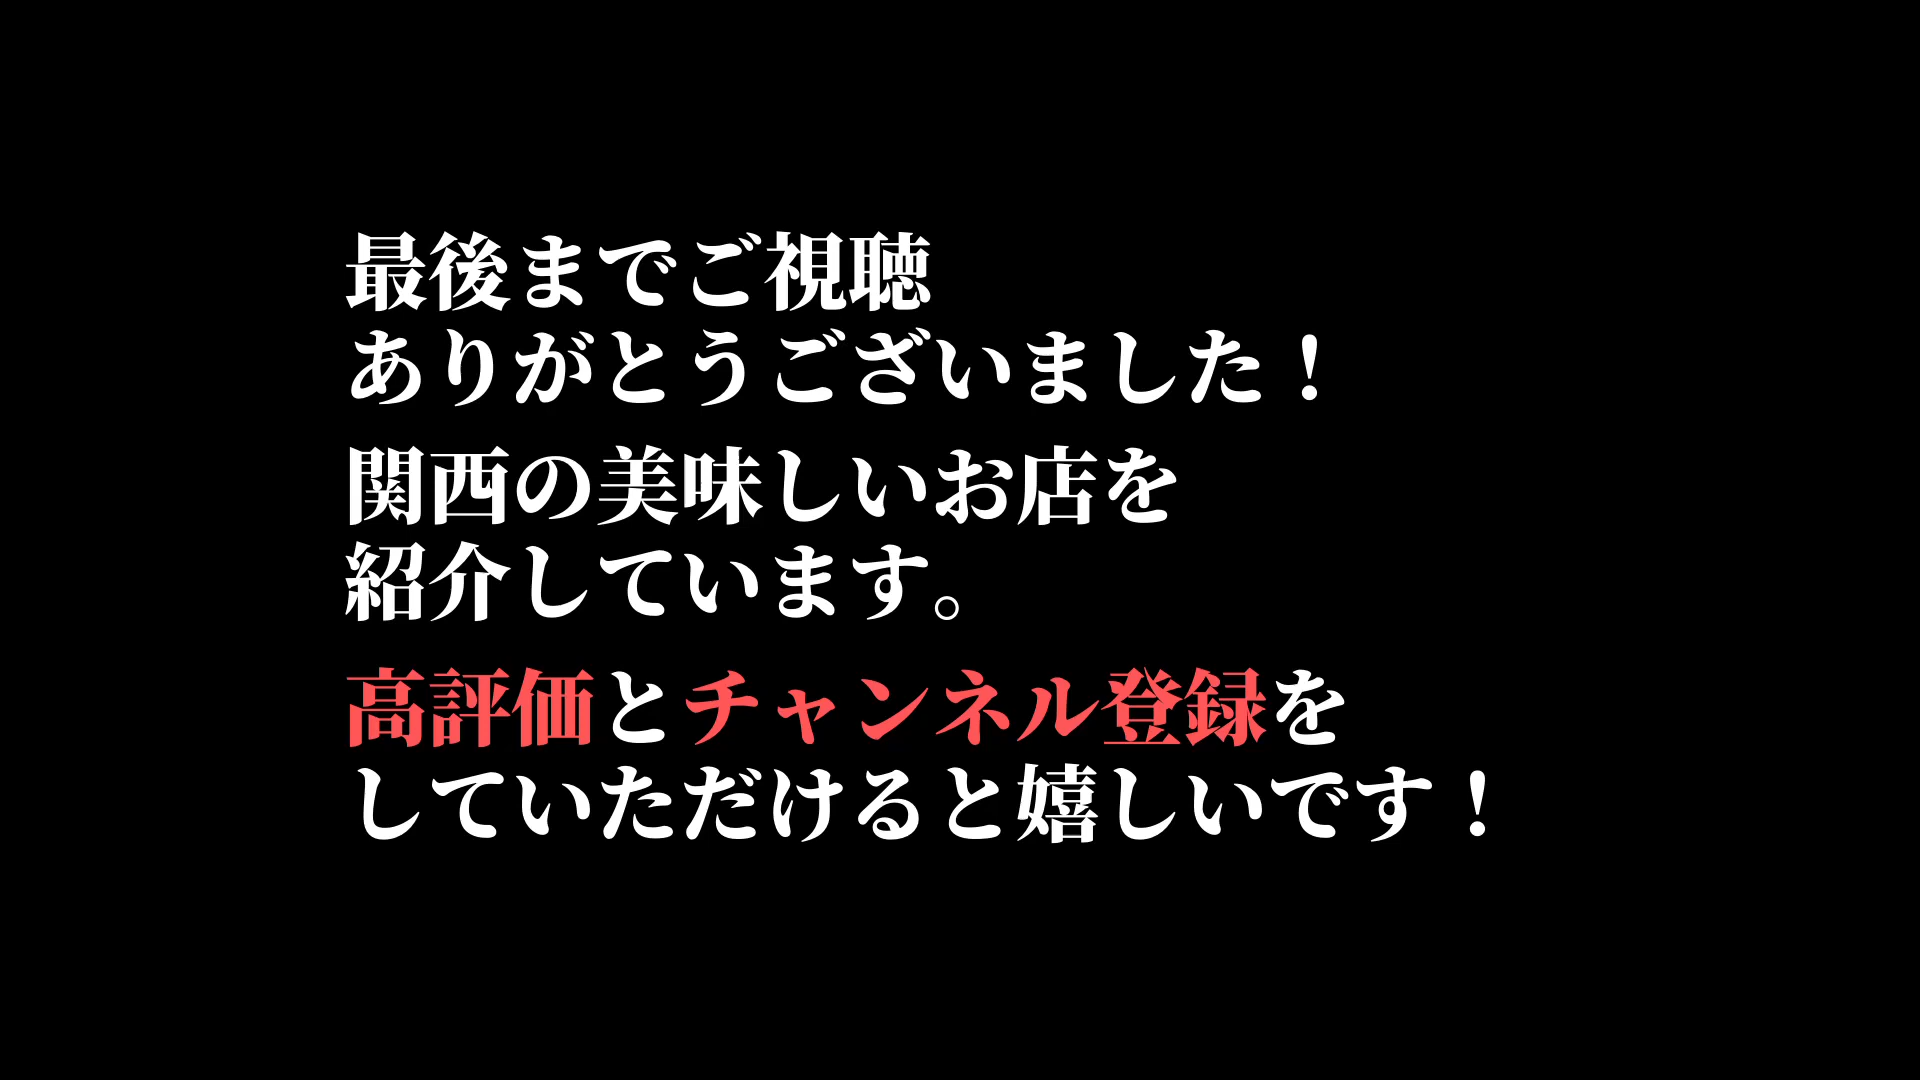 最後までご視聴
ありがとうございました！
関西の美味しいお店を
紹介しています。
高評価とチャンネル登録を
していただけると嬉しいです！